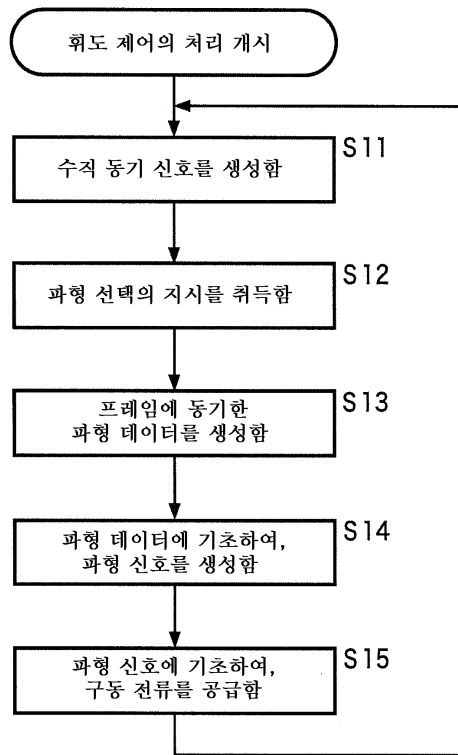 휘도 제어의 처리 개시
수직 동기 신호를 생성함
S11
파형 선택의 지시를 취득함
S12
프레임에 동기한
파형 데이터를 생성함
S13
파형 데이터에 기초하여,
파형 신호를 생성함
S14
파형 신호에 기초하여,
구동 전류를 공급함
S15